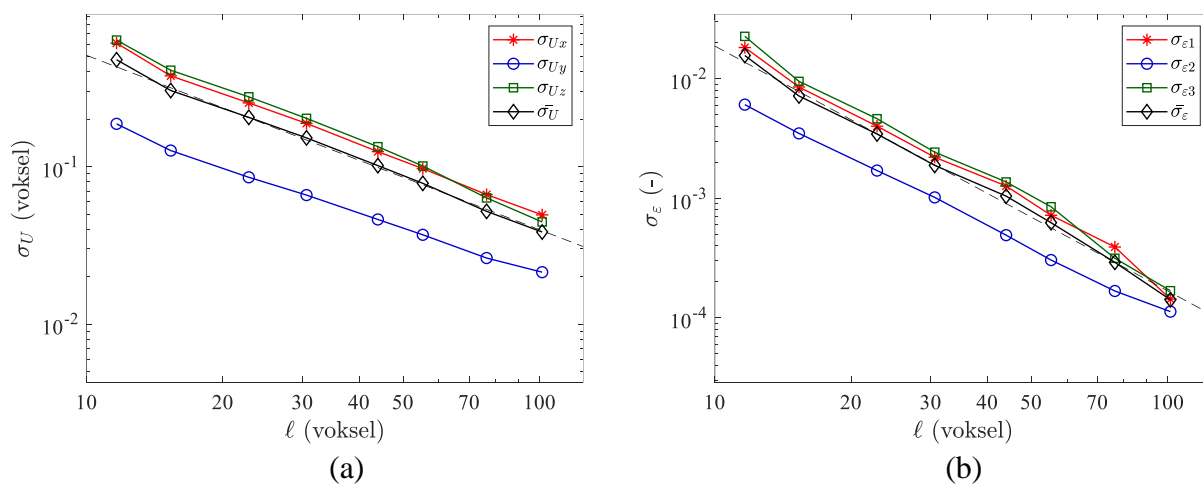 σ_Ux
σ_Uy
σ_Uz
σ̄_U
10⁻¹
10⁻²
σ_U (voksel)
10 20 30 40 50 70 100
ℓ (voksel)
(a)
σ_ε1
σ_ε2
σ_ε3
σ̄_ε
10⁻²
10⁻³
10⁻⁴
σ_ε (-)
10 20 30 40 50 70 100
ℓ (voksel)
(b)